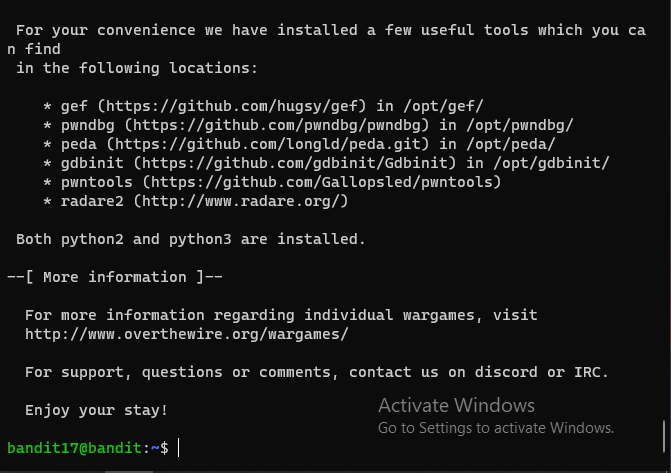 For your convenience we have installed a few useful tools which you ca
n find
in the following locations:
* gef (https://github.com/hugsy/gef) in /opt/gef/
* pwndbg (https://github.com/pwndbg/pwndbg) in /opt/pwndbg/
* peda (https://github.com/longld/peda.git) in /opt/peda/
* gdbinit (https://github.com/gdbinit/Gdbinit) in /opt/gdbinit/
* pwntools (https://github.com/Gallopsled/pwntools)
* radare2 (http://www.radare.org/)
Both python2 and python3 are installed.
--[ More information ]--
For more information regarding individual wargames, visit
http://www.overthewire.org/wargames/
For support, questions or comments, contact us on discord or IRC.
Enjoy your stay!
Activate Windows
Go to Settings to activate Windows.
bandit17@bandit:~$